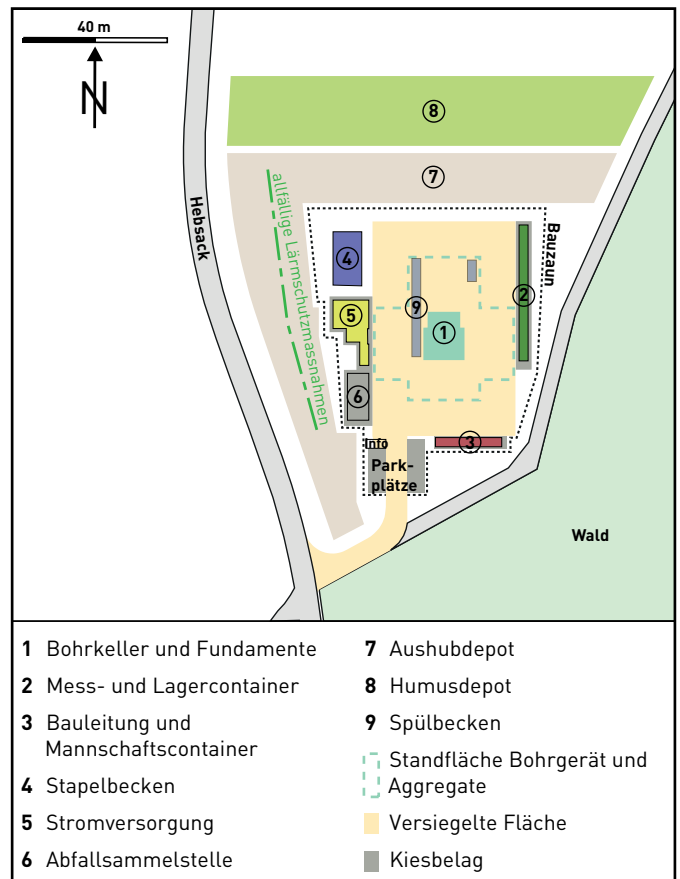 40 m
N
8
7
allfällige Lärmschutzmassnahmen
Hebsack
Bauzaun
4
2
9
5
1
6
3
Info
Park-
plätze
Wald
1 Bohrkeller und Fundamente
2 Mess- und Lagercontainer
3 Bauleitung und
Mannschaftscontainer
4 Stapelbecken
5 Stromversorgung
6 Abfallsammelstelle
7 Aushubdepot
8 Humusdepot
9 Spülbecken
Standfläche Bohrgerät und
Aggregate
Versiegelte Fläche
Kiesbelag